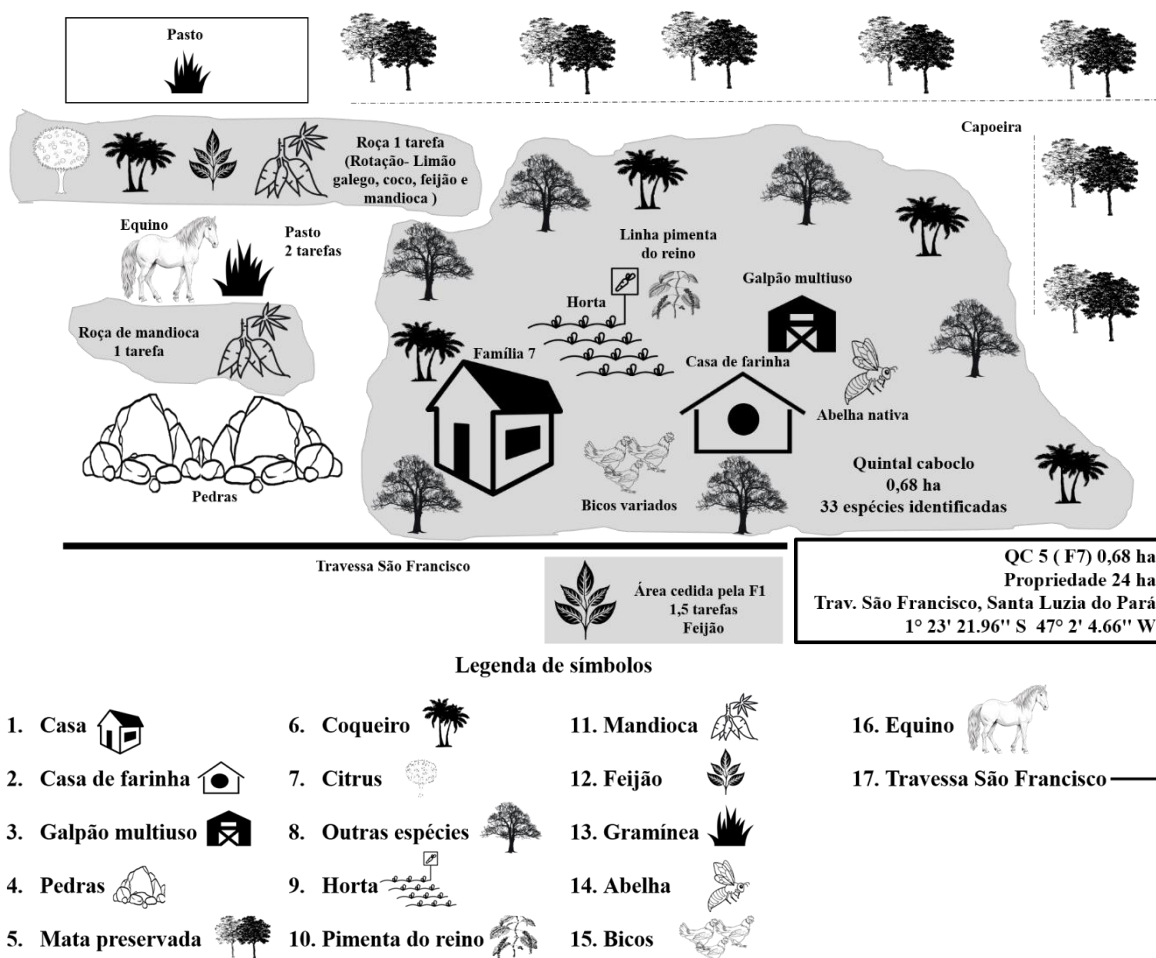 Pasto
Capoeira
Roça 1 tarefa
(Rotação- Limão
galego, coco, feijão e
mandioca )
Equino
Pasto
2 tarefas
Linha pimenta
do reino
Galpão multiuso
Horta
Roça de mandioca
1 tarefa
Família 7
Casa de farinha
Abelha nativa
Pedras
Bicos variados
Quintal caboclo
0,68 ha
33 espécies identificadas
Travessa São Francisco
Área cedida pela F1
1,5 tarefas
Feijão
QC 5 ( F7) 0,68 ha
Propriedade 24 ha
Trav. São Francisco, Santa Luzia do Pará
1° 23' 21.96'' S 47° 2' 4.66'' W
Legenda de símbolos
1. Casa
2. Casa de farinha
3. Galpão multiuso
4. Pedras
5. Mata preservada
6. Coqueiro
7. Citrus
8. Outras espécies
9. Horta
10. Pimenta do reino
11. Mandioca
12. Feijão
13. Gramínea
14. Abelha
15. Bicos
16. Equino
17. Travessa São Francisco